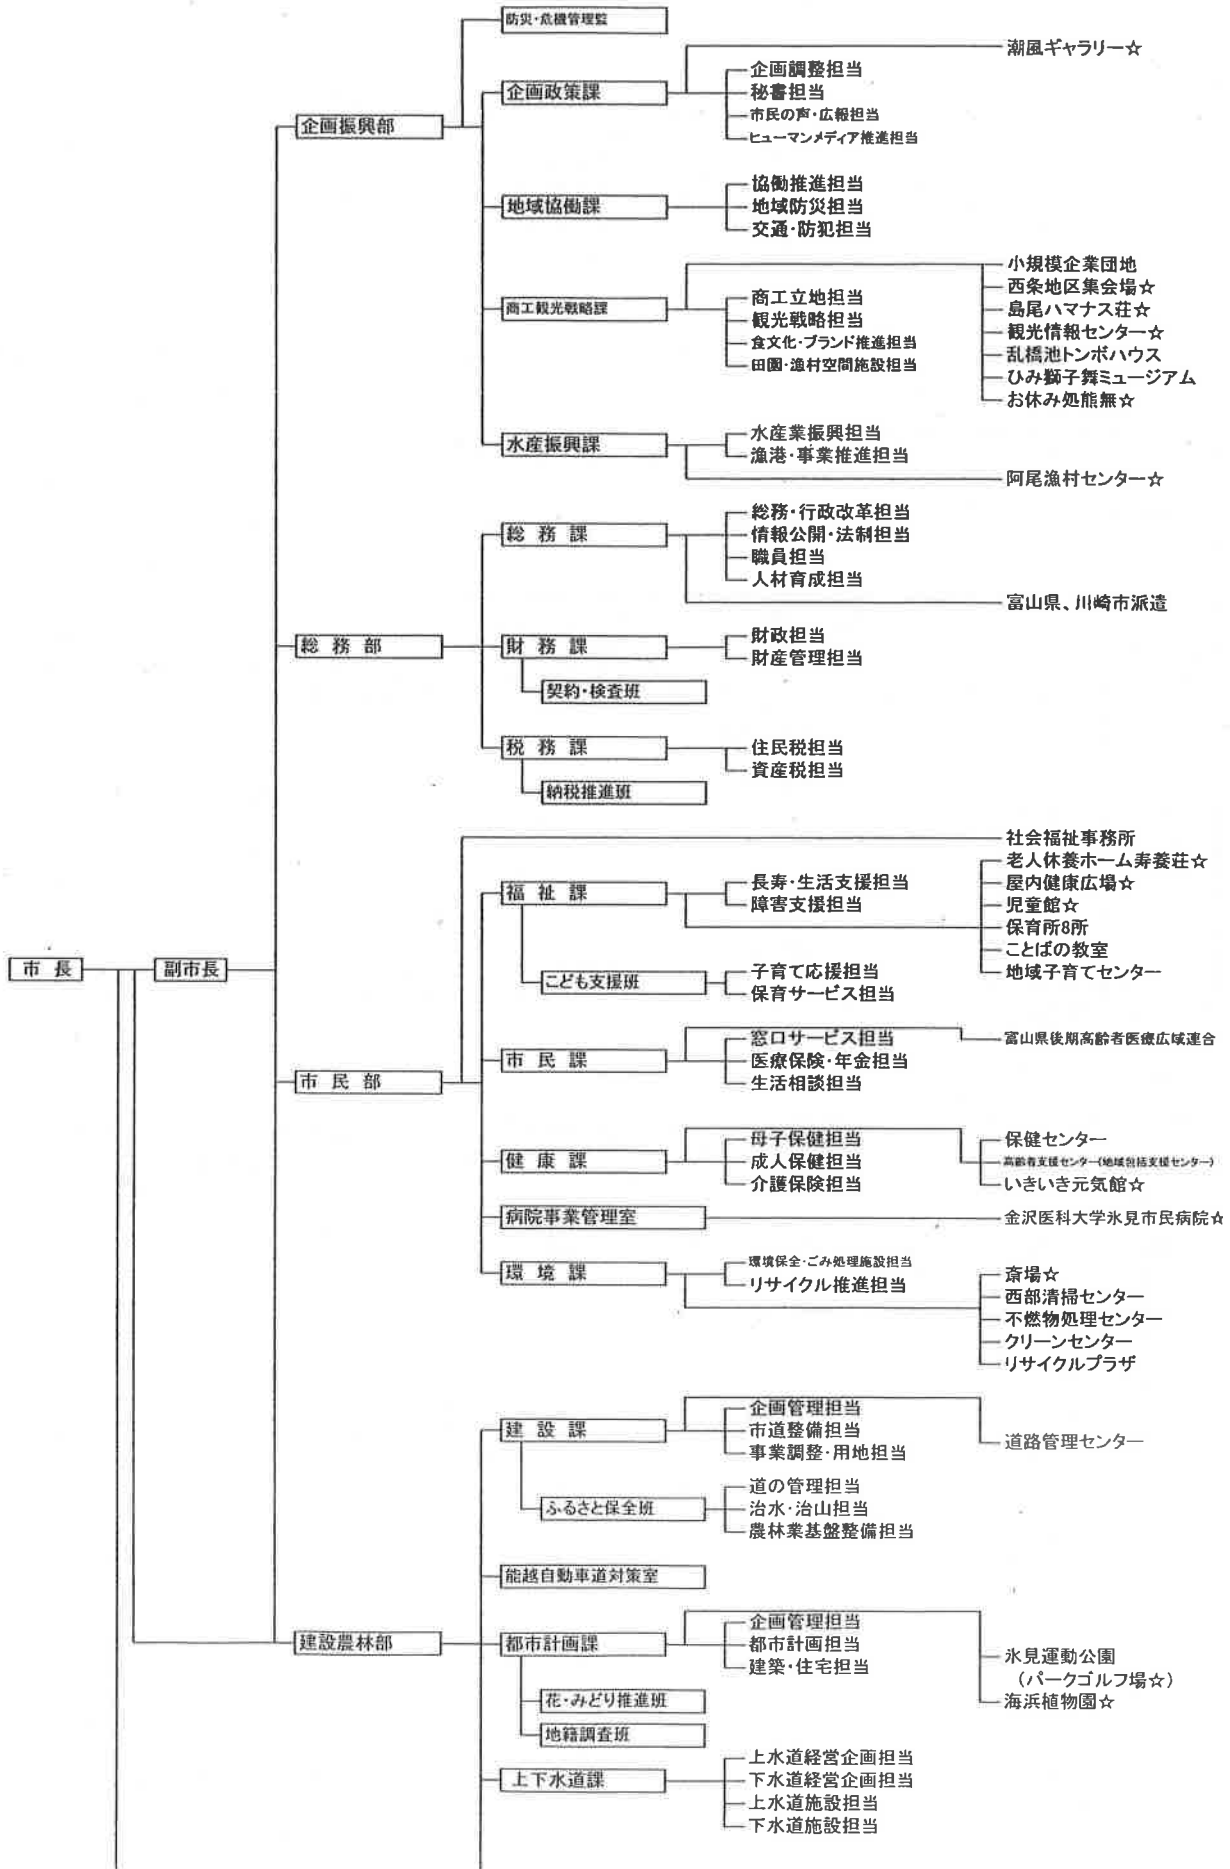 防災・危機管理監
潮風ギャラリー☆
企画政策課
企画調整担当
秘書担当
市民の声・広報担当
ヒューマンメディア推進担当
企画振興部
地域協働課
協働推進担当
地域防災担当
交通・防犯担当
商工観光戦略課
商工立地担当
観光戦略担当
食文化・ブランド推進担当
田園・漁村空間施設担当
小規模企業団地
西条地区集会場☆
島尾ハマナス荘☆
観光情報センター☆
乱橋池トンボハウス
ひみ獅子舞ミュージアム
お休み処熊無☆
水産振興課
水産業振興担当
漁港・事業推進担当
阿尾漁村センター☆
総務課
総務・行政改革担当
情報公開・法制担当
職員担当
人材育成担当
富山県、川崎市派遣
総務部
財務課
財政担当
財産管理担当
契約・検査班
税務課
住民税担当
資産税担当
納税推進班
社会福祉事務所
福祉課
長寿・生活支援担当
障害支援担当
老人休養ホーム寿養荘☆
屋内健康広場☆
児童館☆
保育所8所
ことばの教室
地域子育てセンター
市長
副市長
こども支援班
子育て応援担当
保育サービス担当
市民部
市民課
窓口サービス担当
医療保険・年金担当
生活相談担当
富山県後期高齢者医療広域連合
健康課
母子保健担当
成人保健担当
介護保険担当
保健センター
高齢者支援センター(地域包括支援センター)
いきいき元気館☆
病院事業管理室
金沢医科大学氷見市民病院☆
環境課
環境保全・ごみ処理施設担当
リサイクル推進担当
斎場☆
西部清掃センター
不燃物処理センター
クリーンセンター
リサイクルプラザ
建設課
企画管理担当
市道整備担当
事業調整・用地担当
道路管理センター
ふるさと保全班
道の管理担当
治水・治山担当
農林業基盤整備担当
能越自動車道対策室
建設農林部
都市計画課
企画管理担当
都市計画担当
建築・住宅担当
氷見運動公園
(パークゴルフ場☆)
海浜植物園☆
花・みどり推進班
地籍調査班
上下水道課
上水道経営企画担当
下水道経営企画担当
上水道施設担当
下水道施設担当